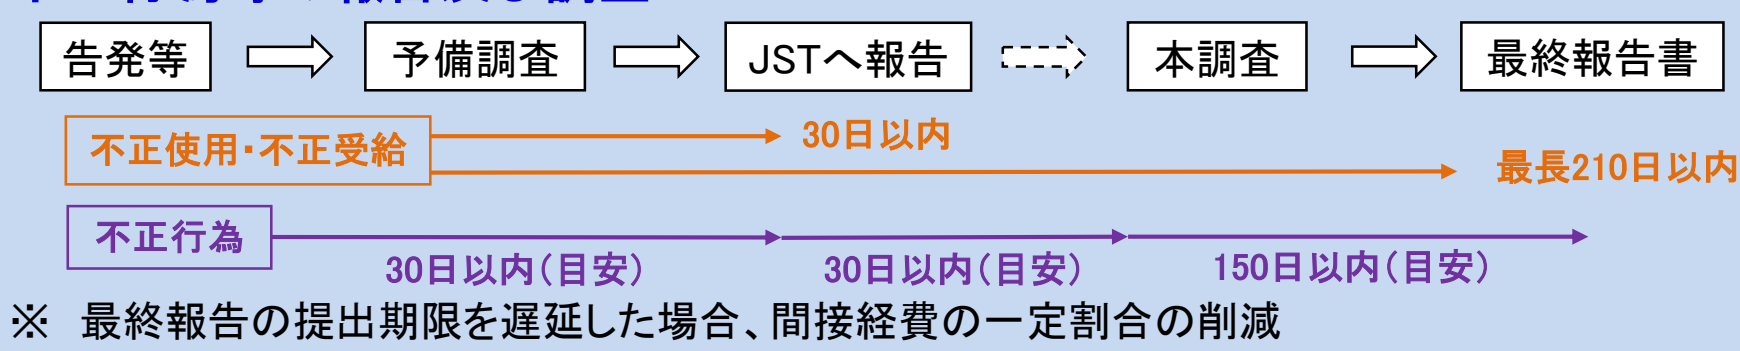 告発等 予備調査 JSTへ報告 本調査 最終報告書
不正使用・不正受給 30日以内
最長210日以内
不正行為
30日以内(目安) 30日以内(目安) 150日以内(目安)
※ 最終報告の提出期限を遅延した場合、間接経費の一定割合の削減